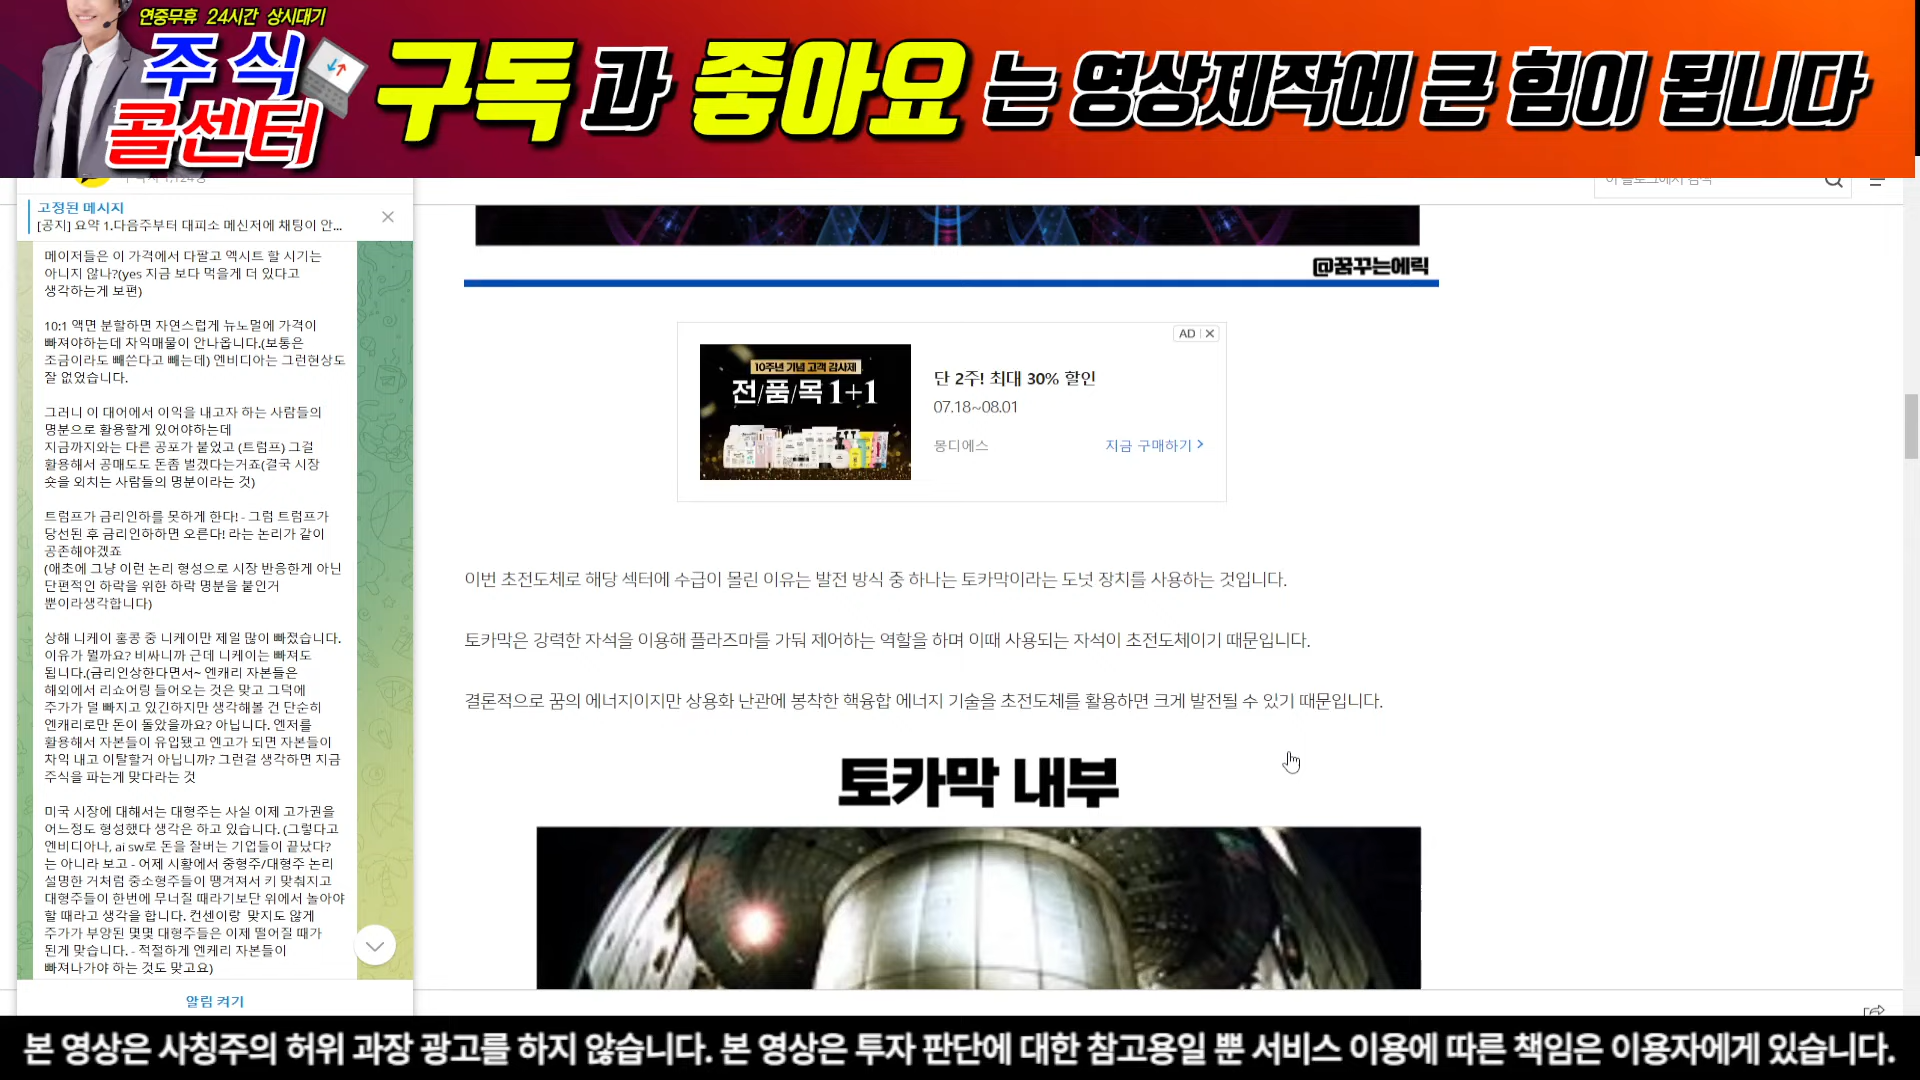 연중무휴 24시간 상시대기
주식
콜센터
구독과 좋아요는 영상제작에 큰 힘이 됩니다
고정된 메시지
[공지] 요약 1.다음주부터 대피소 메신저에 채팅이 안...
메이저들은 이 가격에서 다팔고 엑시트 할 시기는
아니지 않나?(yes 지금 보다 먹을게 더 있다고
생각하는게 보편)
10:1 액면 분할하면 자연스럽게 뉴노멀에 가격이
빠져야하는데 차익매물이 안나옵니다.(보통은
조금이라도 빼쓴다고 빼는데) 엔비디아는 그런현상도
잘 없었습니다.
그러니 이 대어에서 이익을 내고자 하는 사람들의
명분으로 활용할게 있어야하는데
지금까지와는 다른 공포가 붙었고 (트럼프) 그걸
활용해서 공매도도 돈좀 벌겠다는거죠(결국 시장
숏을 외치는 사람들의 명분이라는 것)
트럼프가 금리인하를 못하게 한다! - 그럼 트럼프가
당선된 후 금리인하하면 오른다! 라는 논리가 같이
공존해야겠죠
(애초에 그냥 이런 논리 형성으로 시장 반응한게 아닌
단편적인 하락을 위한 하락 명분을 붙인거
뿐이라생각합니다)
상해 니케이 홍콩 중 니케이만 제일 많이 빠졌습니다.
이유가 뭘까요? 비싸니까 근데 니케이는 빠져도
됩니다.(금리인상한다면서~ 엔캐리 자본들은
해외에서 리쇼어링 들어오는 것은 맞고 그덕에
주가가 덜 빠지고 있긴하지만 생각해볼 건 단순히
엔캐리로만 돈이 돌았을까요? 아닙니다. 엔저를
활용해서 자본들이 유입됐고 엔고가 되면 자본들이
차익 내고 이탈할거 아닙니까? 그런걸 생각하면 지금
주식을 파는게 맞다라는 것
미국 시장에 대해서는 대형주는 사실 이제 고가권을
어느정도 형성했다 생각은 하고 있습니다. (그렇다고
엔비디아나, ai sw로 돈을 잘버는 기업들이 끝났다?
는 아니라 보고 - 어제 시황에서 중형주/대형주 논리
설명한 거처럼 중소형주들이 땡겨져서 키 맞춰지고
대형주들이 한번에 무너질 때라기보단 위에서 놀아야
할 때라고 생각을 합니다. 컨센이랑  맞지도 않게
주가가 부양된 몇몇 대형주들은 이제 떨어질 때가
된게 맞습니다. - 적절하게 엔케리 자본들이
빠져나가야 하는 것도 맞고요)
알림 켜기
@꿈꾸는에릭
AD
10주년 기념 고객 감사제
전/품/목 1+1
단 2주! 최대 30% 할인
07.18~08.01
몽디에스
지금 구매하기
이번 초전도체로 해당 섹터에 수급이 몰린 이유는 발전 방식 중 하나는 토카막이라는 도넛 장치를 사용하는 것입니다.
토카막은 강력한 자석을 이용해 플라즈마를 가둬 제어하는 역할을 하며 이때 사용되는 자석이 초전도체이기 때문입니다.
결론적으로 꿈의 에너지이지만 상용화 난관에 봉착한 핵융합 에너지 기술을 초전도체를 활용하면 크게 발전될 수 있기 때문입니다.
토카막 내부
본 영상은 사칭주의 허위 과장 광고를 하지 않습니다. 본 영상은 투자 판단에 대한 참고용일 뿐 서비스 이용에 따른 책임은 이용자에게 있습니다.